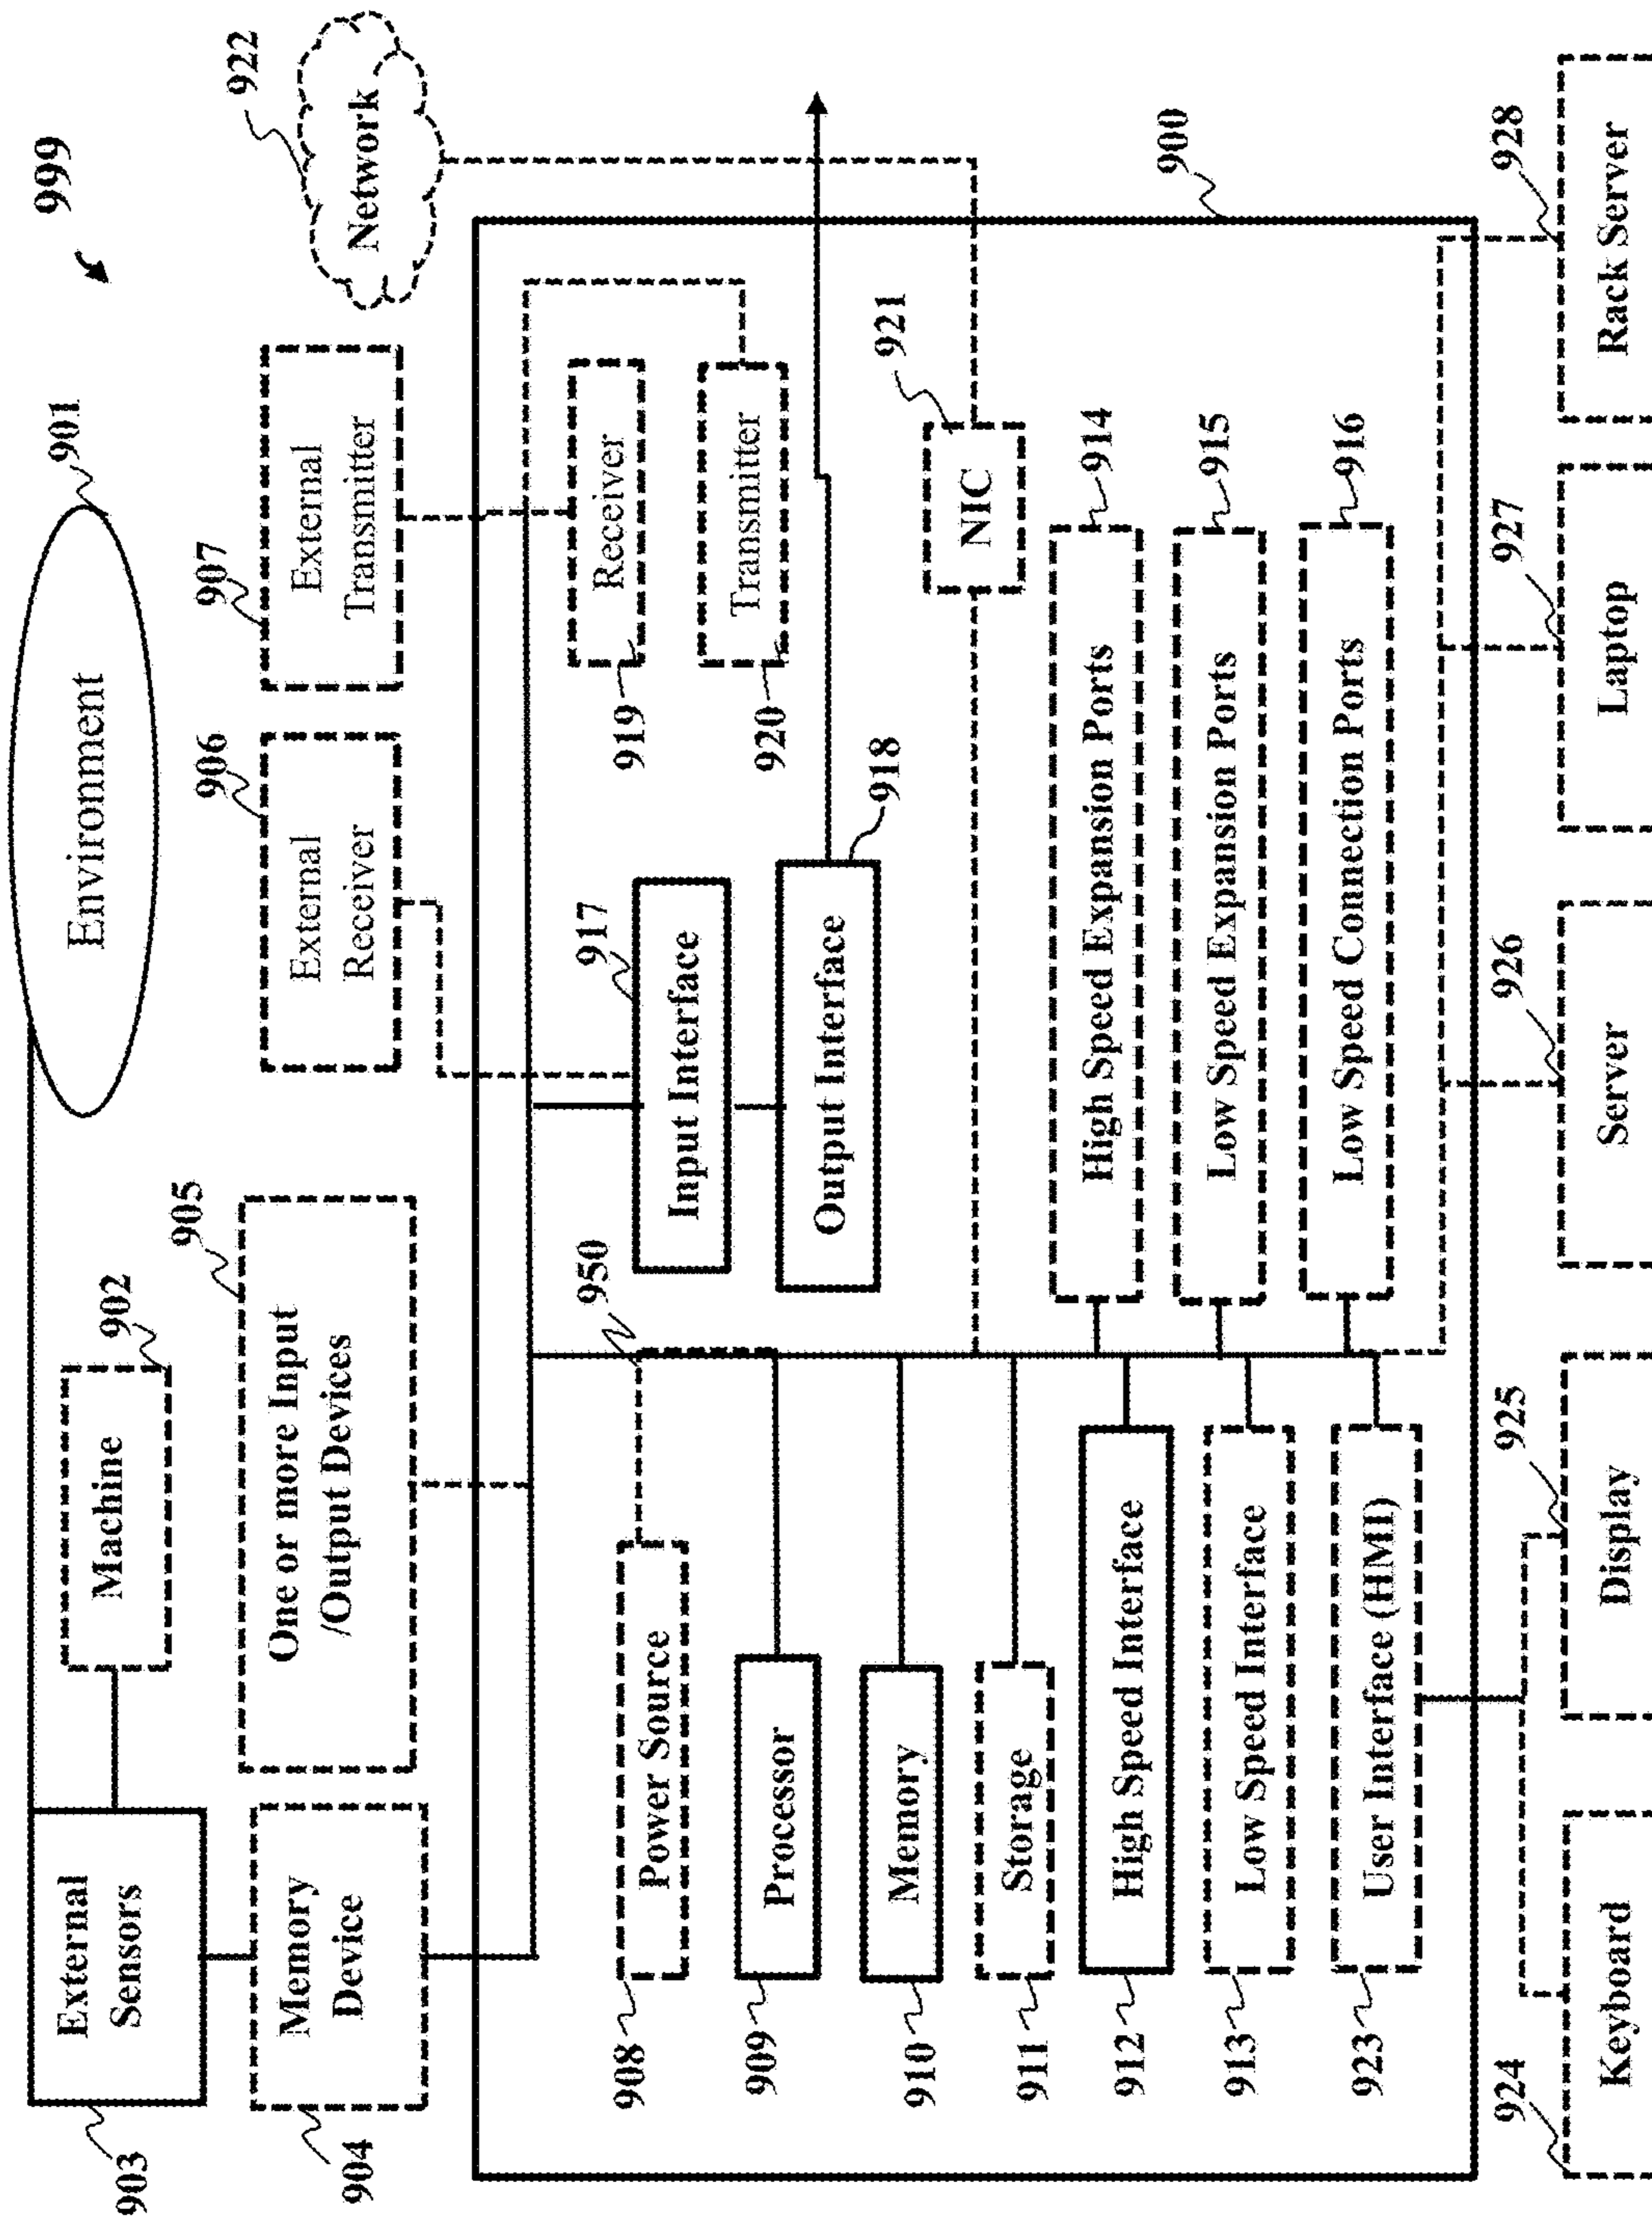 999
Environment
901
Machine
902
External
Sensors
903
Memory
Device
904
One or more Input
/Output Devices
905
External
Receiver
906
External
Transmitter
907
Network
922
900
Power Source
908
950
Processor
909
Memory
910
Storage
911
High Speed Interface
912
Low Speed Interface
913
User Interface (HMI)
923
Input Interface
917
Output Interface
918
Receiver
919
Transmitter
920
NIC
921
High Speed Expansion Ports
914
Low Speed Expansion Ports
915
Low Speed Connection Ports
916
924
Keyboard
925
Display
926
Server
927
Laptop
928
Rack Server